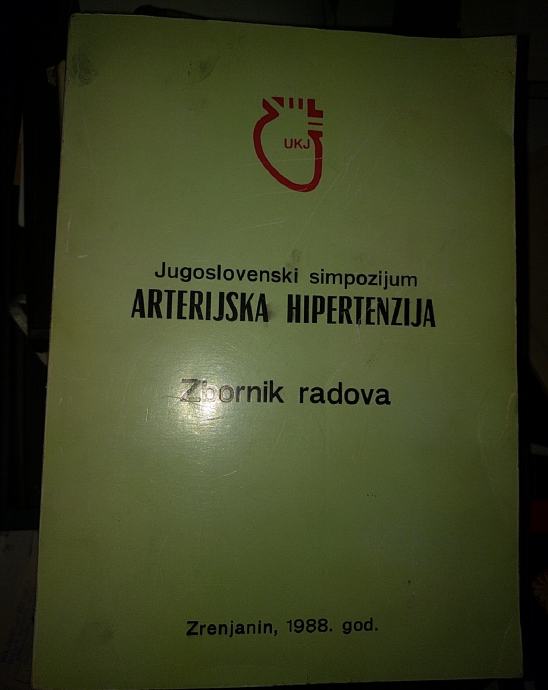 UKJ
Jugoslovenski simpozijum
ARTERIJSKA HIPERTENZIJA
Zbornik radova
Zrenjanin, 1988. god.